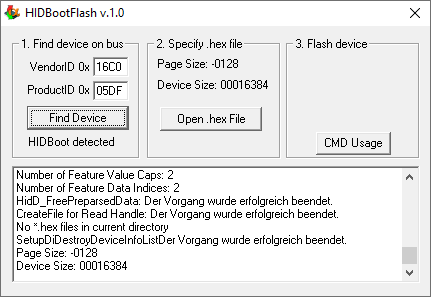 HIDBootFlash v.1.0
1. Find device on bus
VendorID 0x 16C0
ProductID 0x 05DF
Find Device
HIDBoot detected
2. Specify .hex file
Page Size: -0128
Device Size: 00016384
Open .hex File
3. Flash device
CMD Usage
Number of Feature Value Caps: 2
Number of Feature Data Indices: 2
HidD_FreePreparsedData: Der Vorgang wurde erfolgreich beendet.
CreateFile for Read Handle: Der Vorgang wurde erfolgreich beendet.
No *.hex files in current directory
SetupDiDestroyDeviceInfoListDer Vorgang wurde erfolgreich beendet.
Page Size: -0128
Device Size: 00016384